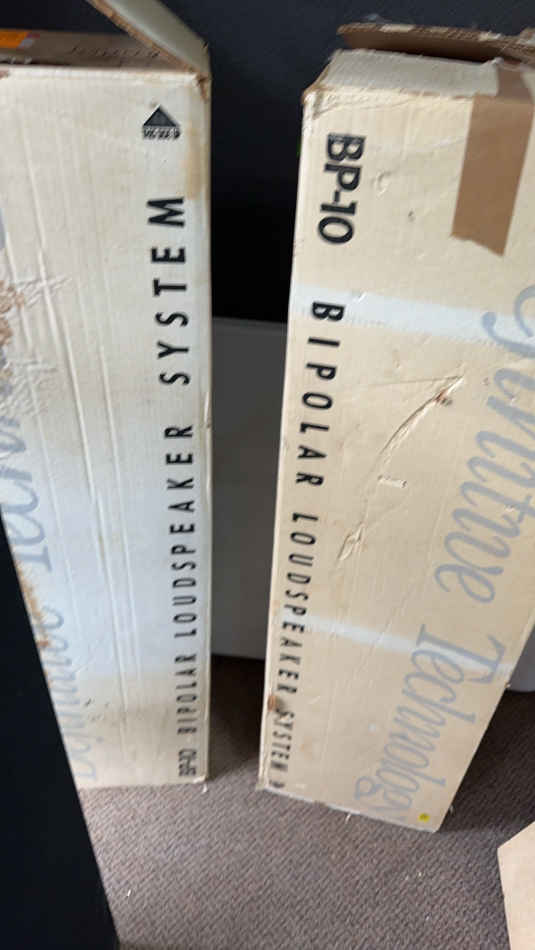 BP-10 BIPOLAR LOUDSPEAKER SYSTEM
BP-10
BIPOLAR LOUDSPEAKER SYSTEM
Technology